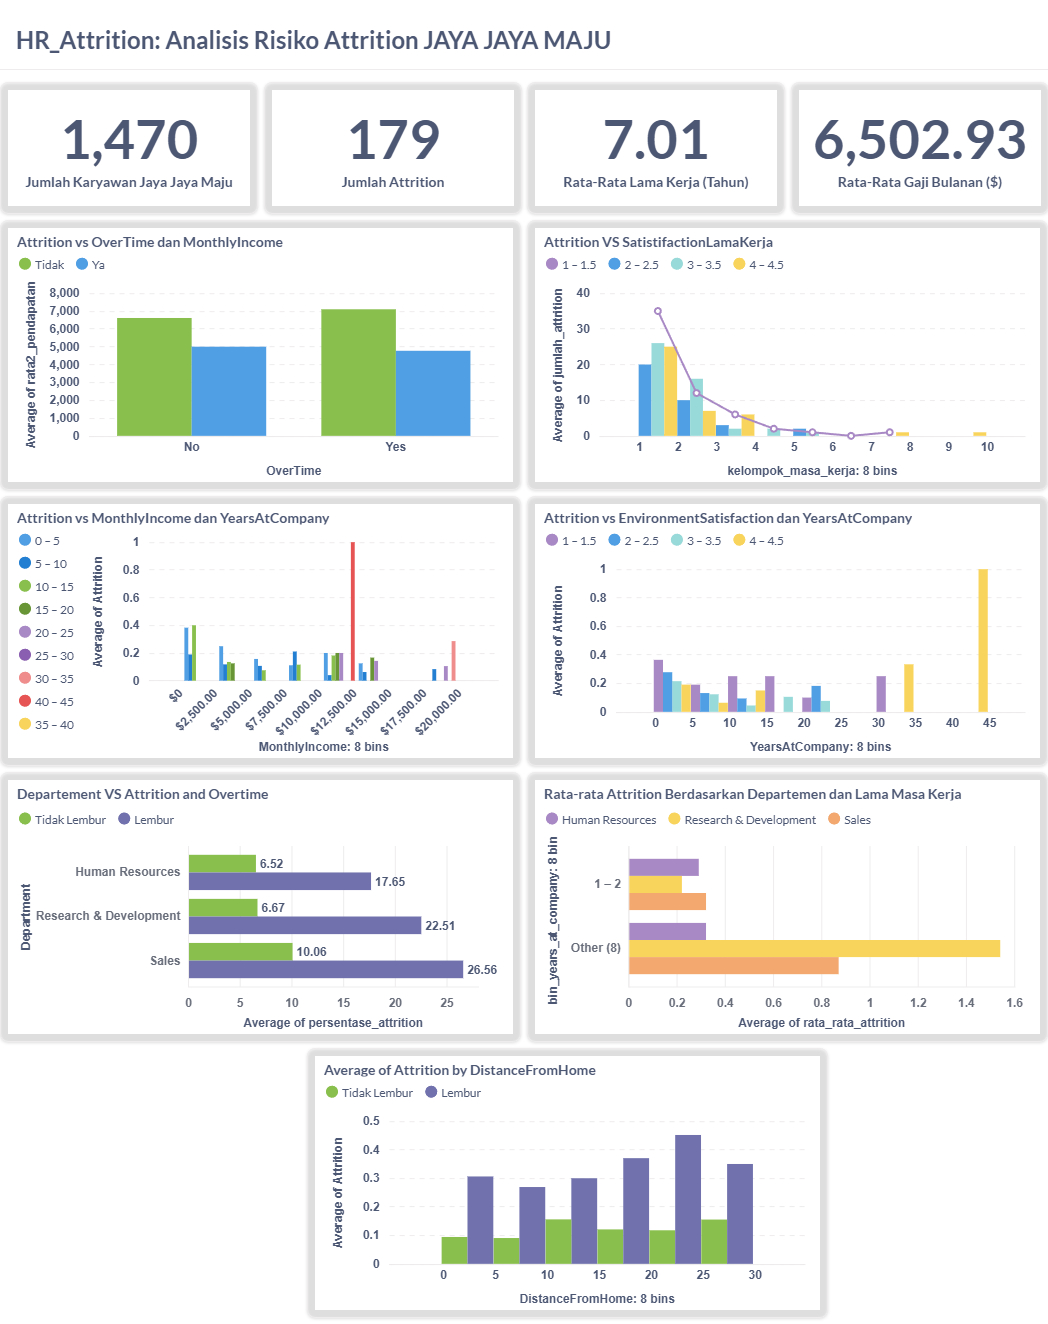 HR_Attrition: Analisis Risiko Attrition JAYA JAYA MAJU
1,470
Jumlah Karyawan Jaya Jaya Maju
179
Jumlah Attrition
7.01
Rata-Rata Lama Kerja (Tahun)
6,502.93
Rata-Rata Gaji Bulanan ($)
Attrition vs OverTime dan MonthlyIncome
Tidak Ya
Average of rata2_pendapatan
8,000
7,000
6,000
5,000
4,000
3,000
2,000
1,000
0
No Yes
OverTime
Attrition VS SatistifactionLamaKerja
1 – 1.5 2 – 2.5 3 – 3.5 4 – 4.5
Average of jumlah_attrition
40
30
20
10
0
1 2 3 4 5 6 7 8 9 10
kelompok_masa_kerja: 8 bins
Attrition vs MonthlyIncome dan YearsAtCompany
0 – 5
5 – 10
10 – 15
15 – 20
20 – 25
25 – 30
30 – 35
40 – 45
35 – 40
Average of Attrition
1
0.8
0.6
0.4
0.2
0
$0 $2,500.00 $5,000.00 $7,500.00 $10,000.00 $12,500.00 $15,000.00 $17,500.00 $20,000.00
MonthlyIncome: 8 bins
Attrition vs EnvironmentSatisfaction dan YearsAtCompany
1 – 1.5 2 – 2.5 3 – 3.5 4 – 4.5
Average of Attrition
1
0.8
0.6
0.4
0.2
0
0 5 10 15 20 25 30 35 40 45
YearsAtCompany: 8 bins
Departement VS Attrition and Overtime
Tidak Lembur Lembur
Department
Human Resources
6.52
17.65
Research & Development
6.67
22.51
Sales
10.06
26.56
0 5 10 15 20 25
Average of persentase_attrition
Rata-rata Attrition Berdasarkan Departemen dan Lama Masa Kerja
Human Resources Research & Development Sales
bin_years_at_company: 8 bin
1 – 2
Other (8)
0 0.2 0.4 0.6 0.8 1 1.2 1.4 1.6
Average of rata_rata_attrition
Average of Attrition by DistanceFromHome
Tidak Lembur Lembur
Average of Attrition
0.5
0.4
0.3
0.2
0.1
0
0 5 10 15 20 25 30
DistanceFromHome: 8 bins